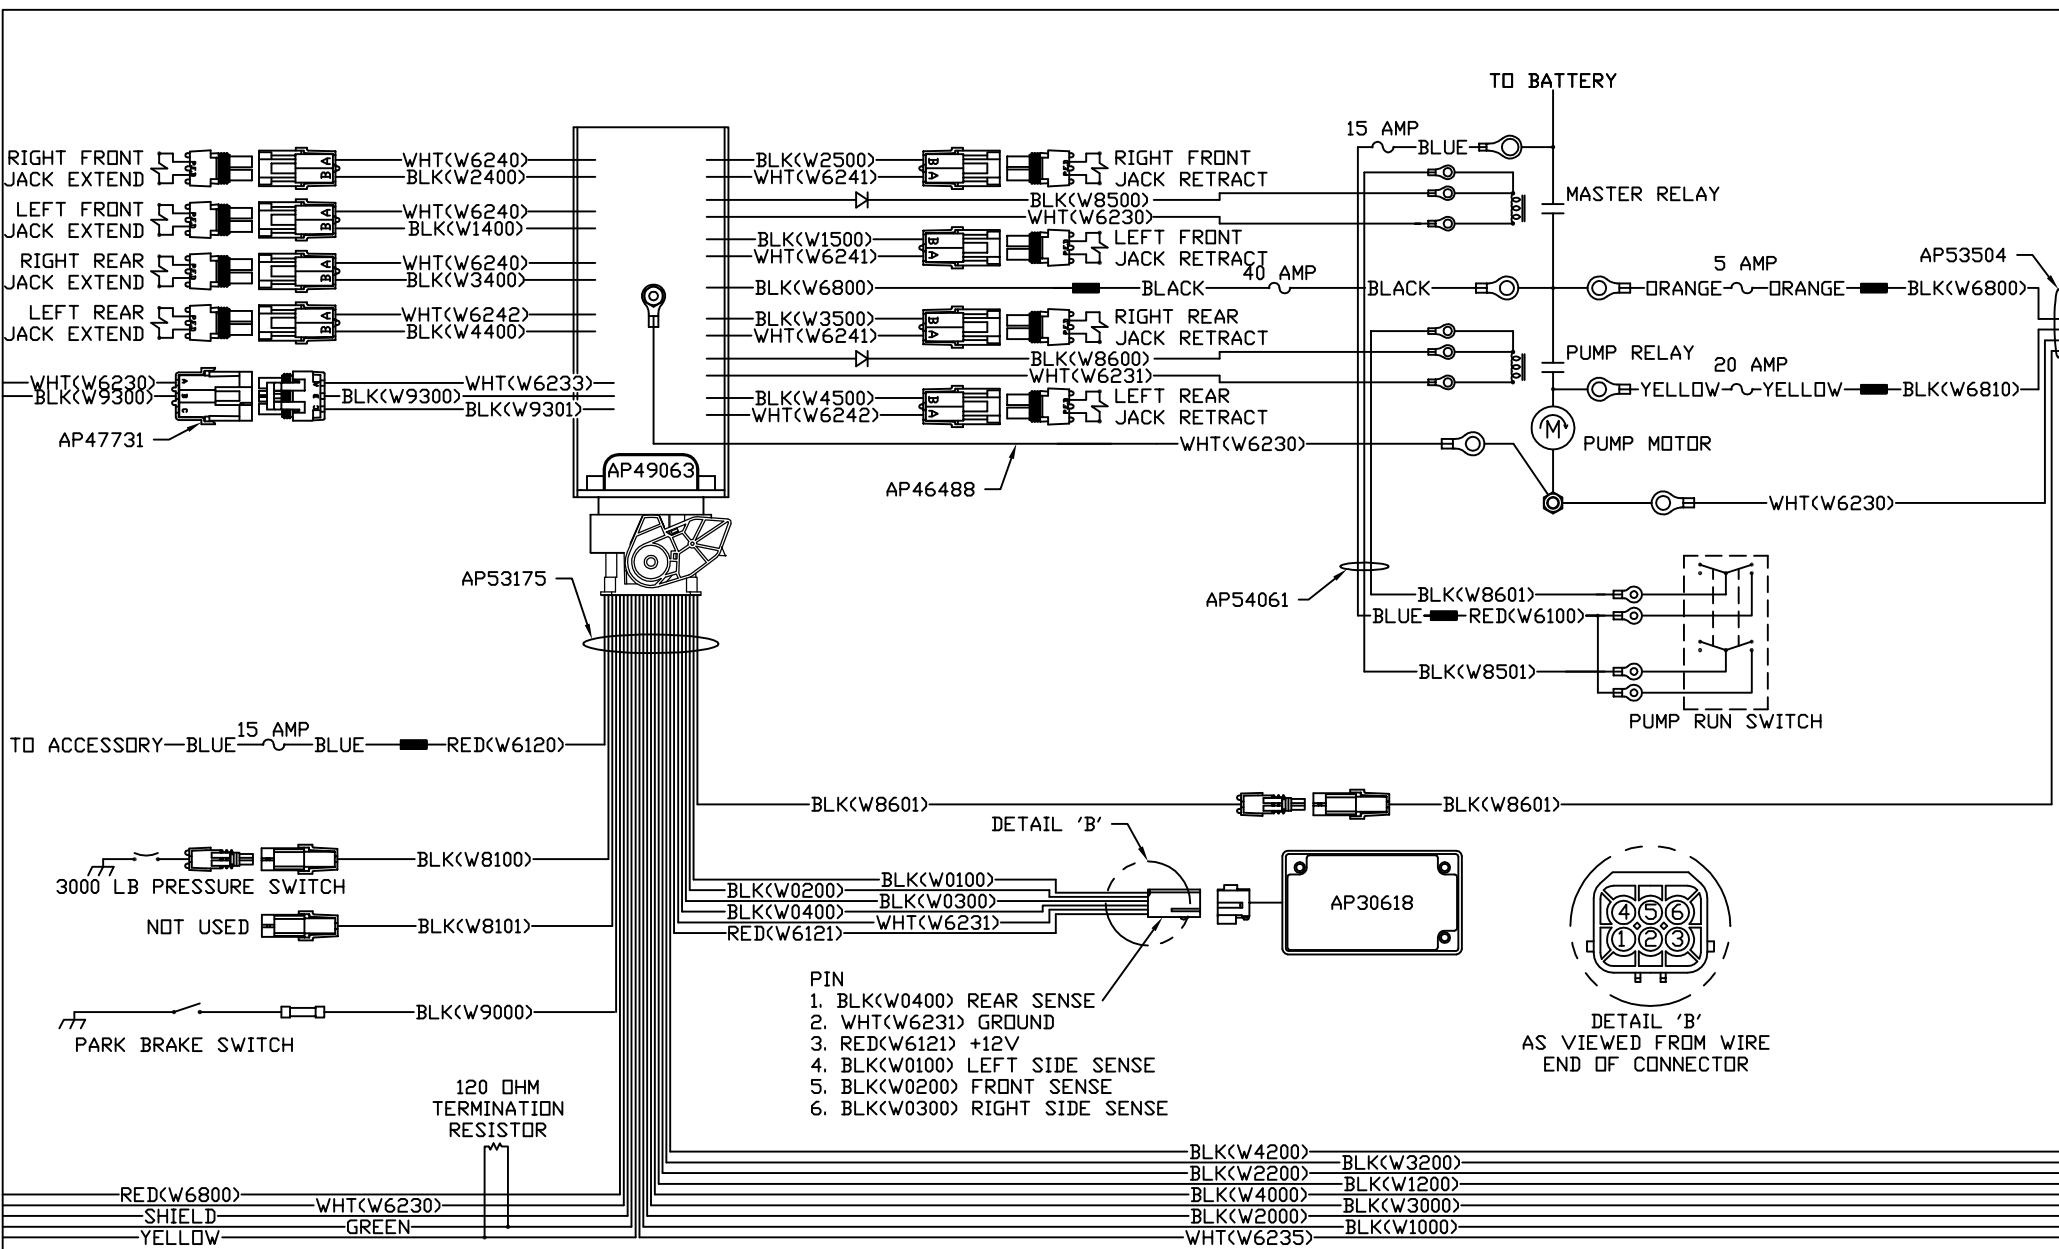 TO BATTERY
15 AMP
BLUE
RIGHT FRONT
JACK EXTEND
A
B
WHT(W6240)
BLK(W2400)
BLK(W2500)
WHT(W6241)
B
A
RIGHT FRONT
JACK RETRACT
BLK(W8500)
WHT(W6230)
MASTER RELAY
LEFT FRONT
JACK EXTEND
A
B
WHT(W6240)
BLK(W1400)
BLK(W1500)
WHT(W6241)
B
A
LEFT FRONT
JACK RETRACT
RIGHT REAR
JACK EXTEND
A
B
WHT(W6240)
BLK(W3400)
BLK(W6800)
BLACK
40 AMP
BLACK
ORANGE
5 AMP
ORANGE
BLK(W6800)
AP53504
LEFT REAR
JACK EXTEND
A
B
WHT(W6242)
BLK(W4400)
BLK(W3500)
WHT(W6241)
B
A
RIGHT REAR
JACK RETRACT
BLK(W8600)
WHT(W6231)
PUMP RELAY
20 AMP
YELLOW
YELLOW
BLK(W6810)
WHT(W6230)
BLK(W9300)
A
B
C
BLK(W9300)
WHT(W6233)
BLK(W9301)
AP47731
BLK(W4500)
WHT(W6242)
B
A
LEFT REAR
JACK RETRACT
WHT(W6230)
M
PUMP MOTOR
AP49063
AP46488
WHT(W6230)
AP53175
AP54061
BLK(W8601)
BLUE
RED(W6100)
BLK(W8501)
PUMP RUN SWITCH
TO ACCESSORY
BLUE
15 AMP
BLUE
RED(W6120)
BLK(W8601)
BLK(W8601)
DETAIL 'B'
3000 LB PRESSURE SWITCH
BLK(W8100)
NOT USED
BLK(W8101)
BLK(W0100)
BLK(W0200)
BLK(W0300)
BLK(W0400)
WHT(W6231)
RED(W6121)
AP30618
4 5 6
1 2 3
PARK BRAKE SWITCH
BLK(W9000)
PIN
1. BLK(W0400) REAR SENSE
2. WHT(W6231) GROUND
3. RED(W6121) +12V
4. BLK(W0100) LEFT SIDE SENSE
5. BLK(W0200) FRONT SENSE
6. BLK(W0300) RIGHT SIDE SENSE
DETAIL 'B'
AS VIEWED FROM WIRE
END OF CONNECTOR
120 OHM
TERMINATION
RESISTOR
RED(W6800)
WHT(W6230)
SHIELD
GREEN
YELLOW
BLK(W4200)
BLK(W3200)
BLK(W2200)
BLK(W1200)
BLK(W4000)
BLK(W3000)
BLK(W2000)
BLK(W1000)
WHT(W6235)